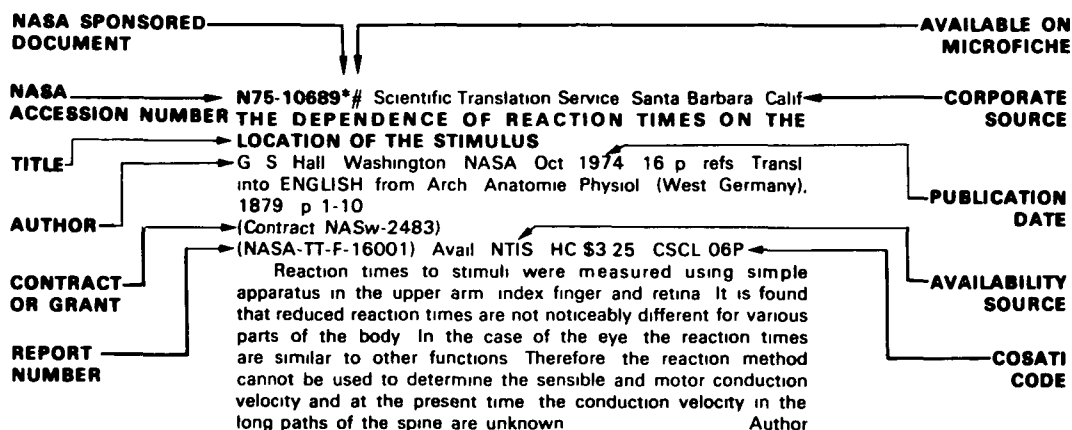 NASA SPONSORED
DOCUMENT
AVAILABLE ON
MICROFICHE
NASA
ACCESSION NUMBER
N75-10689*# Scientific Translation Service Santa Barbara Calif
CORPORATE
SOURCE
THE DEPENDENCE OF REACTION TIMES ON THE
LOCATION OF THE STIMULUS
TITLE
G S Hall Washington NASA Oct 1974 16 p refs Transl
into ENGLISH from Arch Anatomie Physiol (West Germany),
1879 p 1-10
AUTHOR
PUBLICATION
DATE
(Contract NASw-2483)
(NASA-TT-F-16001) Avail NTIS HC $3 25 CSCL 06P
CONTRACT
OR GRANT
AVAILABILITY
SOURCE
Reaction times to stimuli were measured using simple
apparatus in the upper arm index finger and retina It is found
that reduced reaction times are not noticeably different for various
parts of the body In the case of the eye the reaction times
are similar to other functions Therefore the reaction method
cannot be used to determine the sensible and motor conduction
velocity and at the present time the conduction velocity in the
long paths of the spine are unknown Author
REPORT
NUMBER
COSATI
CODE